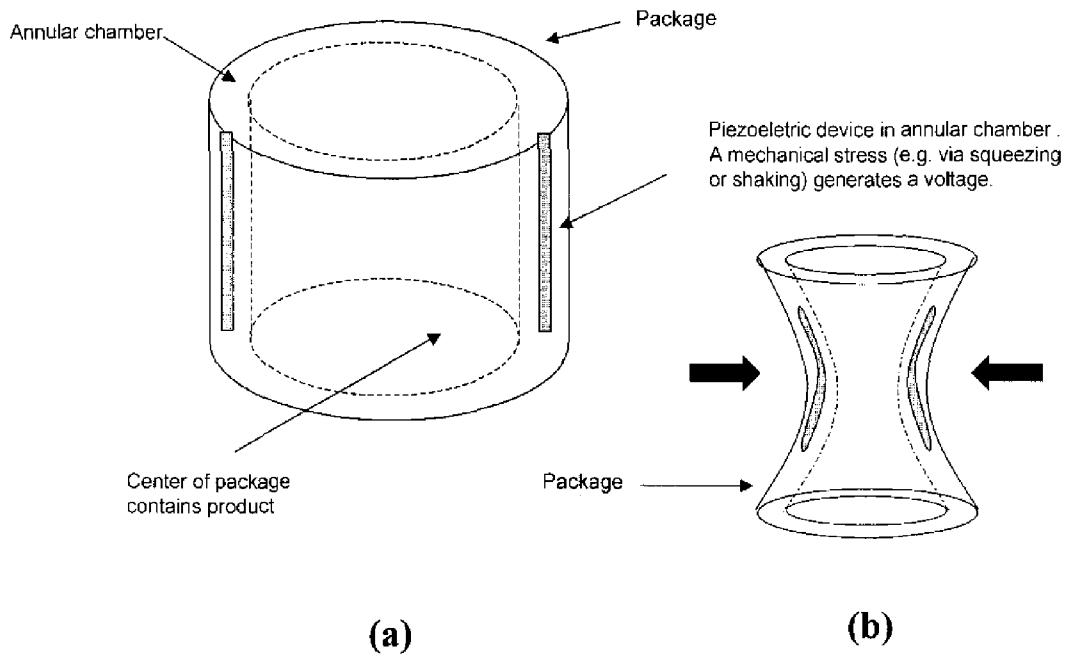 Annular chamber
Package
Piezoeletric device in annular chamber .
A mechanical stress (e.g. via squeezing
or shaking) generates a voltage.
Center of package
contains product
Package
(a)
(b)